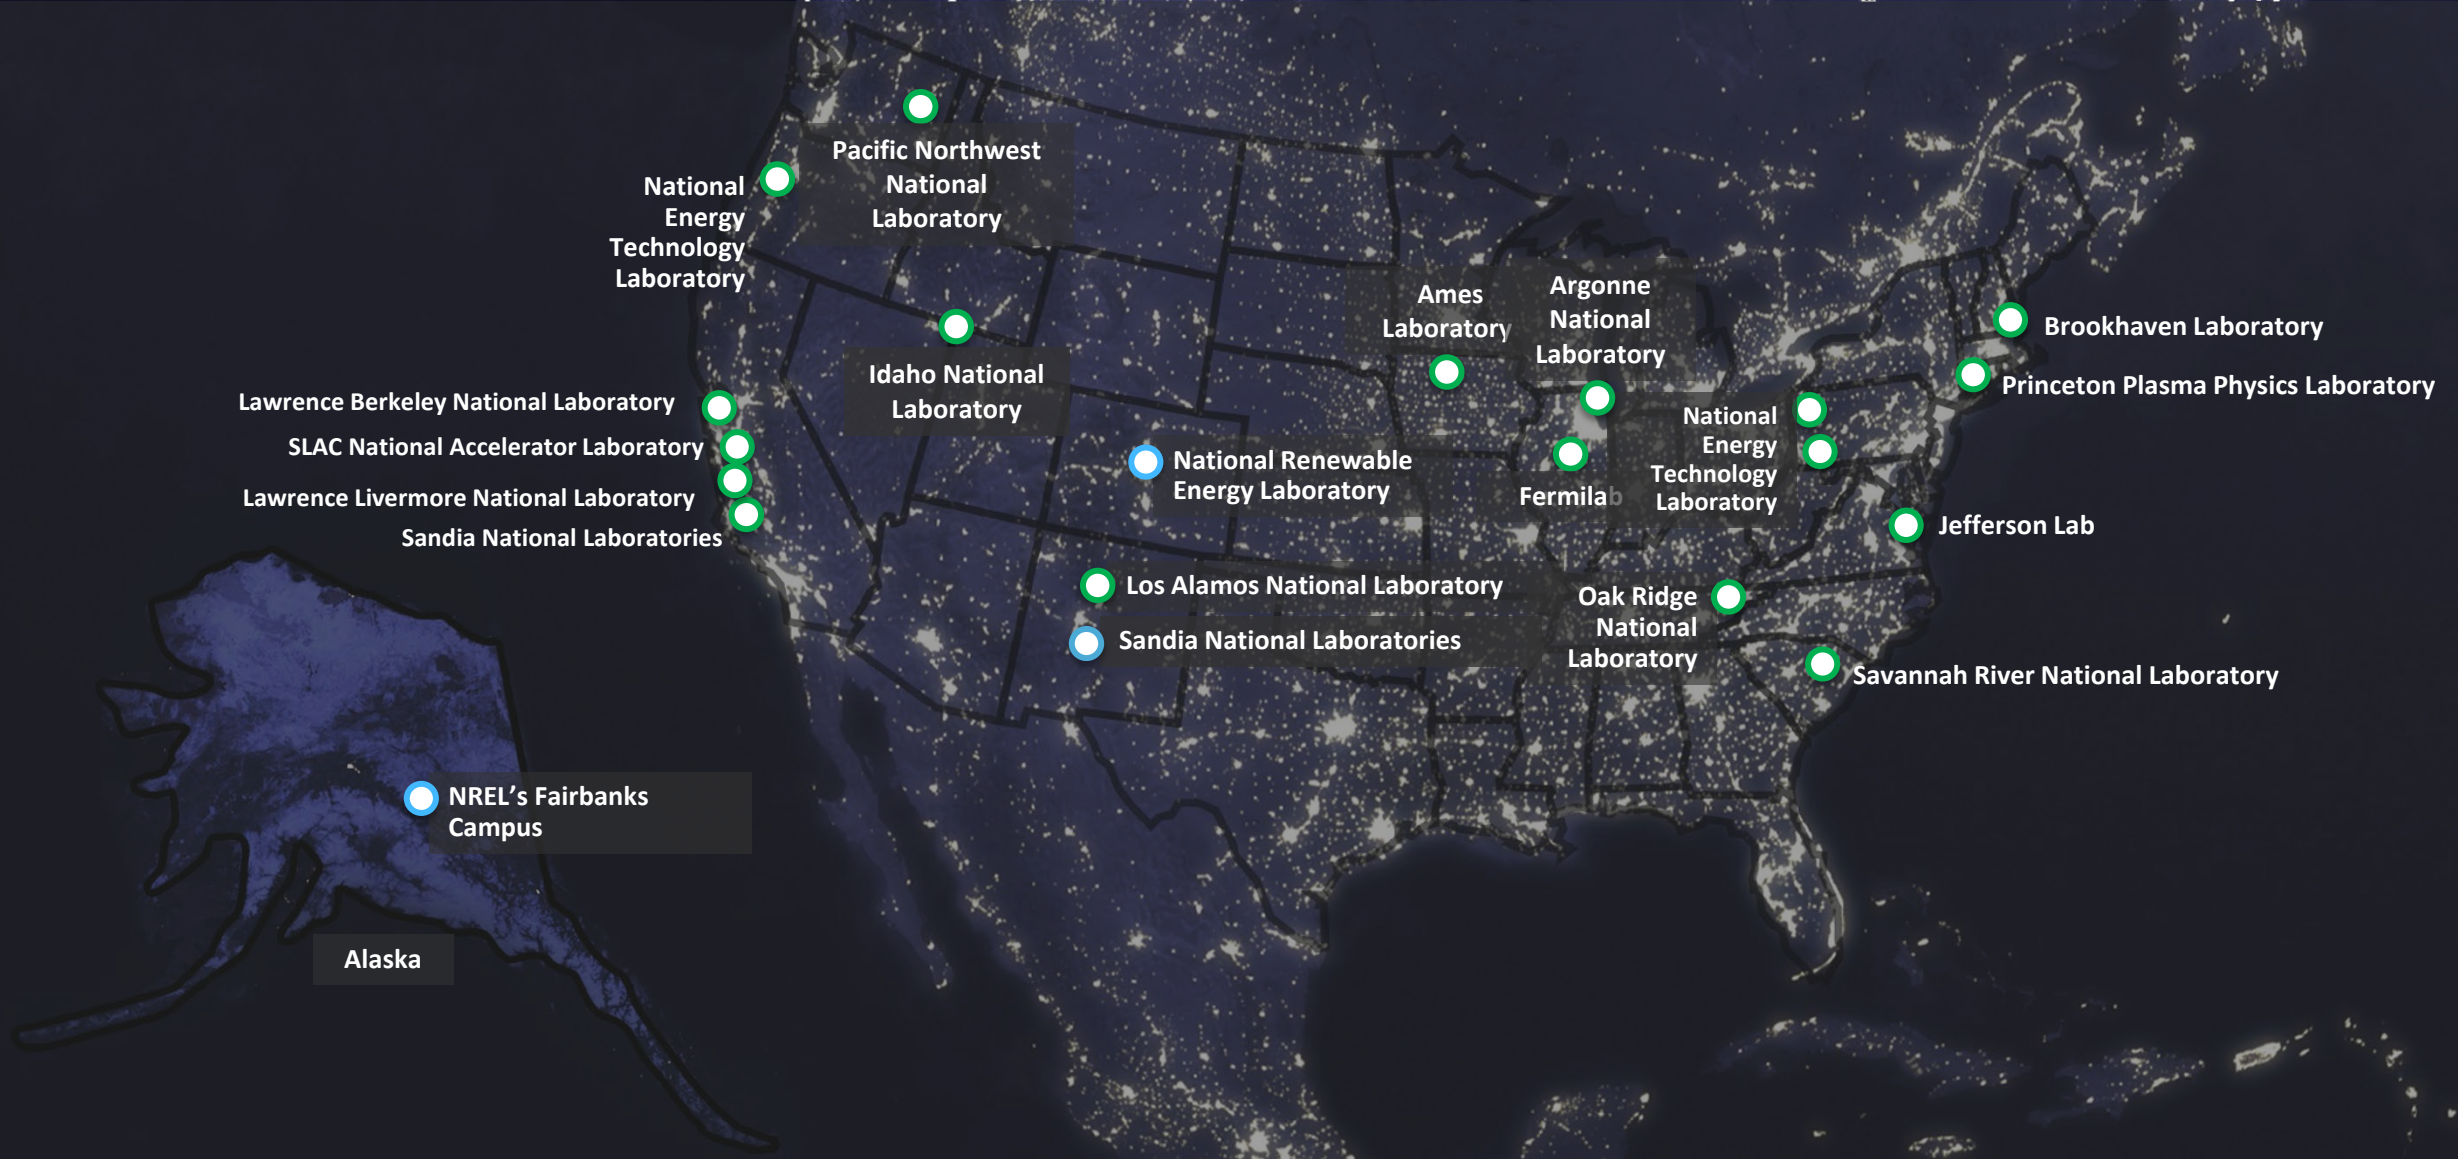 Pacific Northwest
National
Laboratory
National
Energy
Technology
Laboratory
Ames
Laboratory
Argonne
National
Laboratory
Brookhaven Laboratory
Idaho National
Laboratory
Princeton Plasma Physics Laboratory
Lawrence Berkeley National Laboratory
SLAC National Accelerator Laboratory
Lawrence Livermore National Laboratory
Sandia National Laboratories
National Renewable
Energy Laboratory
Fermilab
National
Energy
Technology
Laboratory
Jefferson Lab
Los Alamos National Laboratory
Sandia National Laboratories
Oak Ridge
National
Laboratory
Savannah River National Laboratory
NREL’s Fairbanks
Campus
Alaska